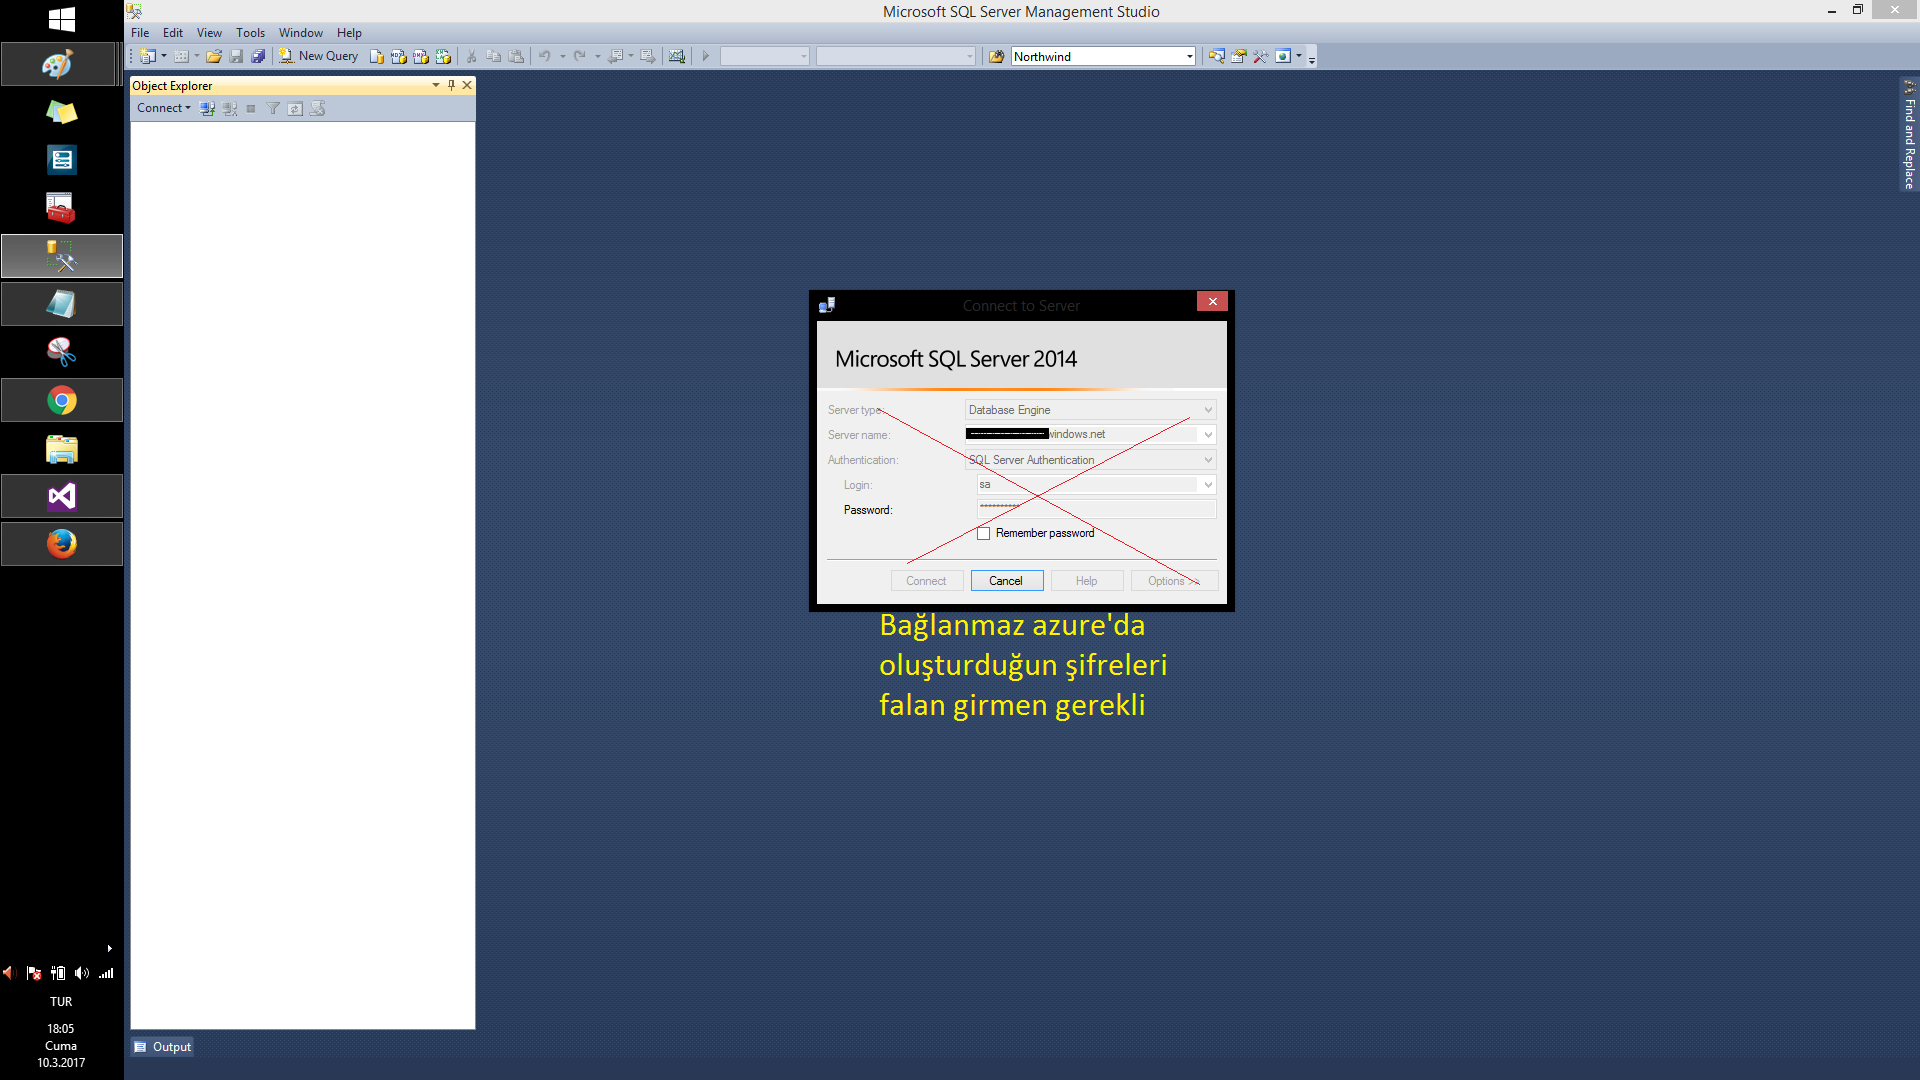 Microsoft SQL Server Management Studio
File Edit View Tools Window Help
New Query
Northwind
Object Explorer
Connect
Find and Replace
Connect to Server
Microsoft SQL Server 2014
Server type: Database Engine
Server name: windows.net
Authentication: SQL Server Authentication
Login: sa
Password: **********
Remember password
Connect Cancel Help Options >>
Bağlanmaz azure'da
oluşturduğun şifreleri
falan girmen gerekli
TUR
18:05
Cuma
10.3.2017
Output